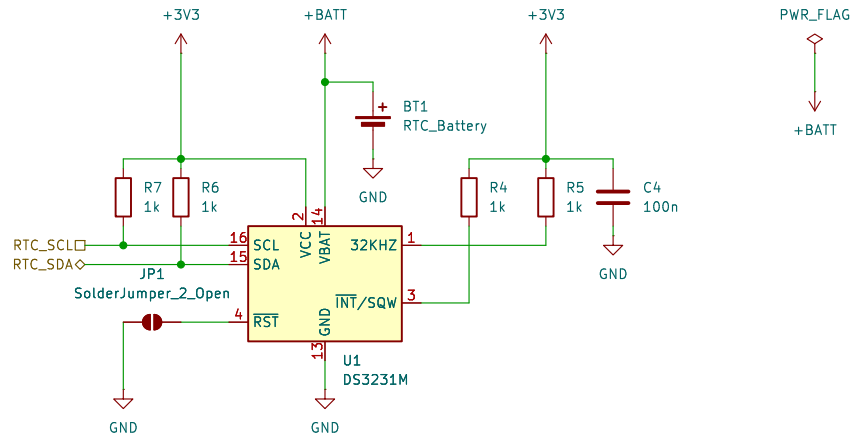 +3V3
+BATT
+3V3
PWR_FLAG
BT1
RTC_Battery
+BATT
GND
R7
1k
R6
1k
R4
1k
R5
1k
C4
100n
2
VCC
14
VBAT
RTC_SCL
16
SCL
32KHZ
1
RTC_SDA
15
SDA
GND
JP1
SolderJumper_2_Open
INT/SQW
3
4
RST
GND
13
U1
DS3231M
GND
GND